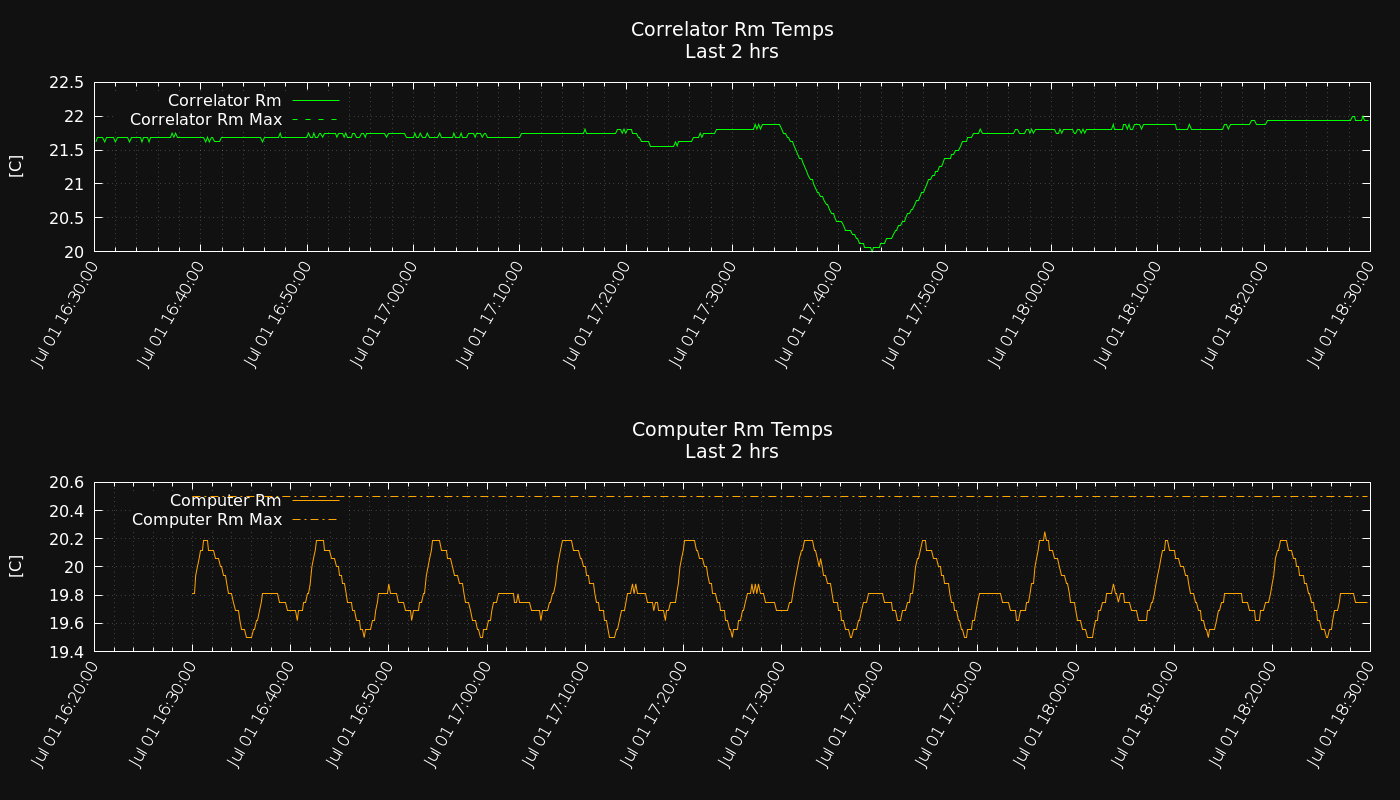 Correlator Rm Temps
Last 2 hrs
22.5
22
21.5
21
20.5
20
[C]
Correlator Rm
Correlator Rm Max
Jul 01 16:30:00
Jul 01 16:40:00
Jul 01 16:50:00
Jul 01 17:00:00
Jul 01 17:10:00
Jul 01 17:20:00
Jul 01 17:30:00
Jul 01 17:40:00
Jul 01 17:50:00
Jul 01 18:00:00
Jul 01 18:10:00
Jul 01 18:20:00
Jul 01 18:30:00
Computer Rm Temps
Last 2 hrs
20.6
20.4
20.2
20
19.8
19.6
19.4
[C]
Computer Rm
Computer Rm Max
Jul 01 16:20:00
Jul 01 16:30:00
Jul 01 16:40:00
Jul 01 16:50:00
Jul 01 17:00:00
Jul 01 17:10:00
Jul 01 17:20:00
Jul 01 17:30:00
Jul 01 17:40:00
Jul 01 17:50:00
Jul 01 18:00:00
Jul 01 18:10:00
Jul 01 18:20:00
Jul 01 18:30:00